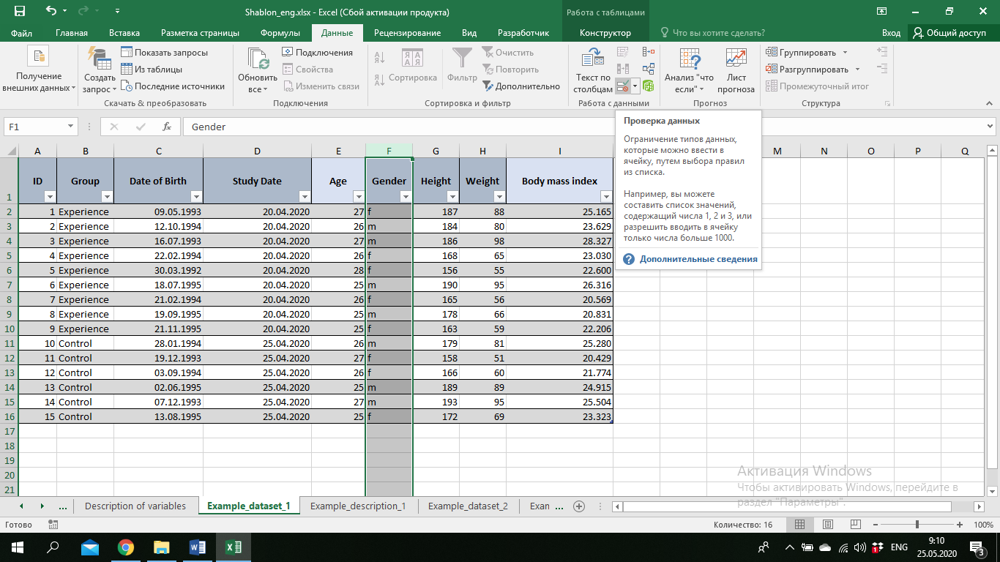 Shablon_eng.xlsx - Excel (Сбой активации продукта)
Работа с таблицами
Файл Главная Вставка Разметка страницы Формулы Данные Рецензирование Вид Разработчик Конструктор Что вы хотите сделать? Вход Общий доступ
Получение внешних данных
Создать запрос
Показать запросы
Из таблицы
Последние источники
Скачать & преобразовать
Обновить все
Подключения
Свойства
Изменить связи
Подключения
Сортировка
Фильтр
Очистить
Повторить
Дополнительно
Сортировка и фильтр
Текст по столбцам
Работа с данными
Анализ "что если"
Лист прогноза
Прогноз
Группировать
Разгруппировать
Промежуточный итог
Структура
F1 fx Gender
Проверка данных
Ограничение типов данных,
которые можно ввести в
ячейку, путем выбора правил
из списка.
Например, вы можете
составить список значений,
содержащий числа 1, 2 и 3, или
разрешить вводить в ячейку
только числа больше 1000.
? Дополнительные сведения
A B C D E F G H I M N O P Q
1 ID Group Date of Birth Study Date Age Gender Height Weight Body mass index
2 1 Experience 09.05.1993 20.04.2020 27 f 187 88 25.165
3 2 Experience 12.10.1994 20.04.2020 26 m 184 80 23.629
4 3 Experience 16.07.1993 20.04.2020 27 m 186 98 28.327
5 4 Experience 22.02.1994 20.04.2020 26 f 168 65 23.030
6 5 Experience 30.03.1992 20.04.2020 28 f 156 55 22.600
7 6 Experience 18.07.1995 20.04.2020 25 m 190 95 26.316
8 7 Experience 21.02.1994 20.04.2020 26 f 165 56 20.569
9 8 Experience 19.09.1995 20.04.2020 25 m 178 66 20.831
10 9 Experience 21.11.1995 20.04.2020 25 f 163 59 22.206
11 10 Control 28.01.1994 25.04.2020 26 m 179 81 25.280
12 11 Control 19.12.1993 25.04.2020 27 f 158 51 20.429
13 12 Control 03.09.1994 25.04.2020 26 f 166 60 21.774
14 13 Control 02.06.1995 25.04.2020 25 m 189 89 24.915
15 14 Control 07.12.1993 25.04.2020 27 m 193 95 25.504
16 15 Control 13.08.1995 25.04.2020 25 f 172 69 23.323
17
18
19
20
21
Активация Windows
Чтобы активировать Windows, перейдите в
раздел "Параметры".
... Description of variables Example_dataset_1 Example_description_1 Example_dataset_2 Exan ...
Готово Количество: 16 100%
ENG 9:10
25.05.2020 3